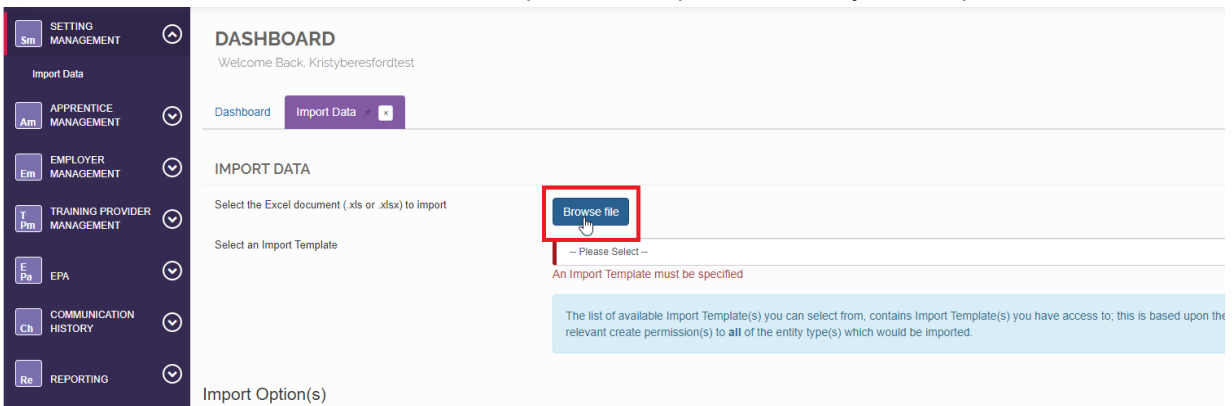 Sm SETTING MANAGEMENT
Import Data
Am APPRENTICE MANAGEMENT
Em EMPLOYER MANAGEMENT
T Pm TRAINING PROVIDER MANAGEMENT
E Pa EPA
Ch COMMUNICATION HISTORY
Re REPORTING
DASHBOARD
Welcome Back, Kristyberesfordtest
Dashboard
Import Data x
IMPORT DATA
Select the Excel document (.xls or .xlsx) to import
Browse file
Select an Import Template
-- Please Select --
An Import Template must be specified
The list of available Import Template(s) you can select from, contains Import Template(s) you have access to; this is based upon the
relevant create permission(s) to all of the entity type(s) which would be imported.
Import Option(s)